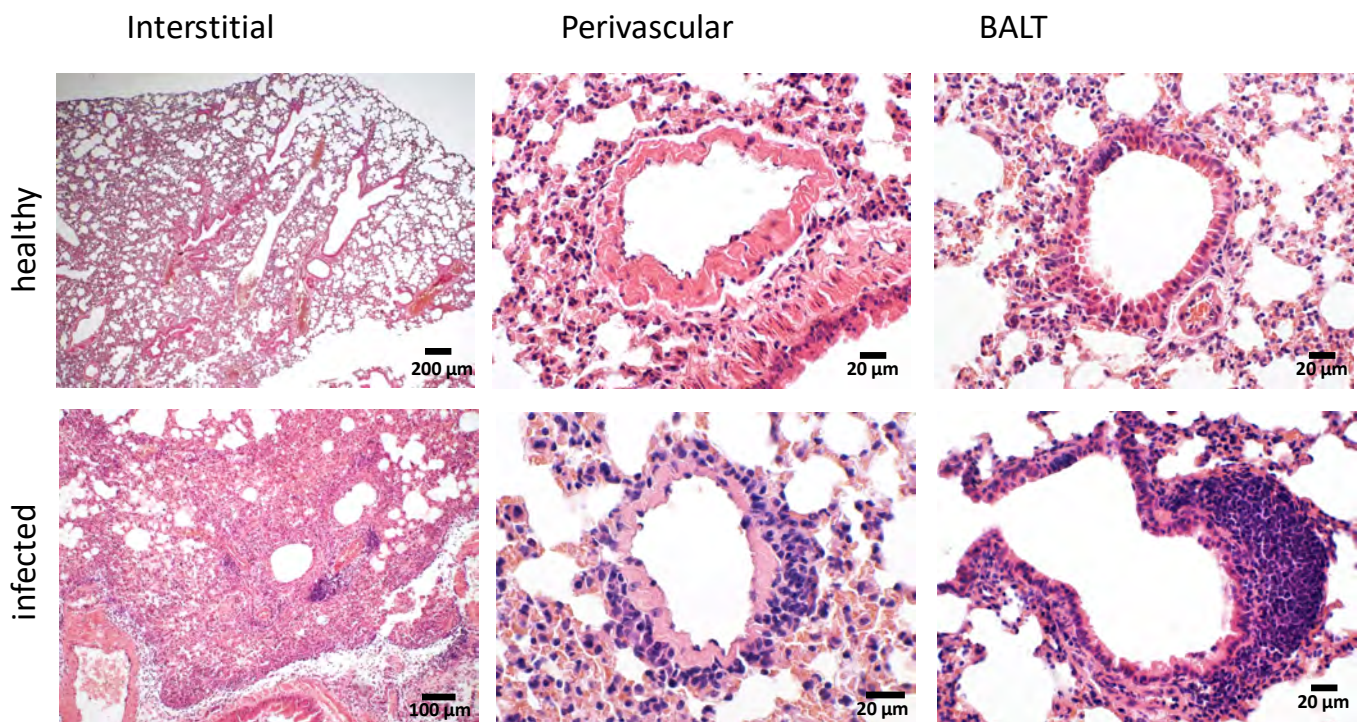 Interstitial
Perivascular
BALT
healthy
200 µm
20 µm
20 µm
infected
100 µm
20 µm
20 µm